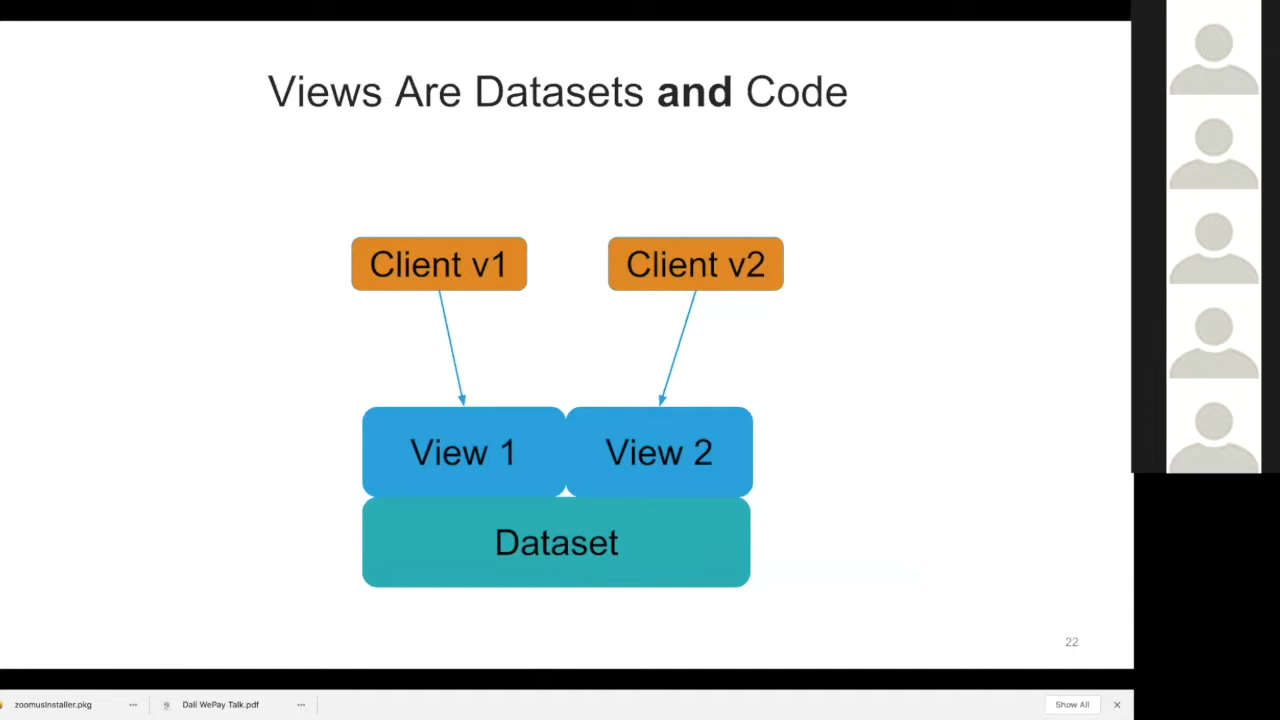 Views Are Datasets and Code
Client v1
Client v2
View 1
View 2
Dataset
22
zoomusInstaller.pkg
Dali WePay Talk.pdf
Show All